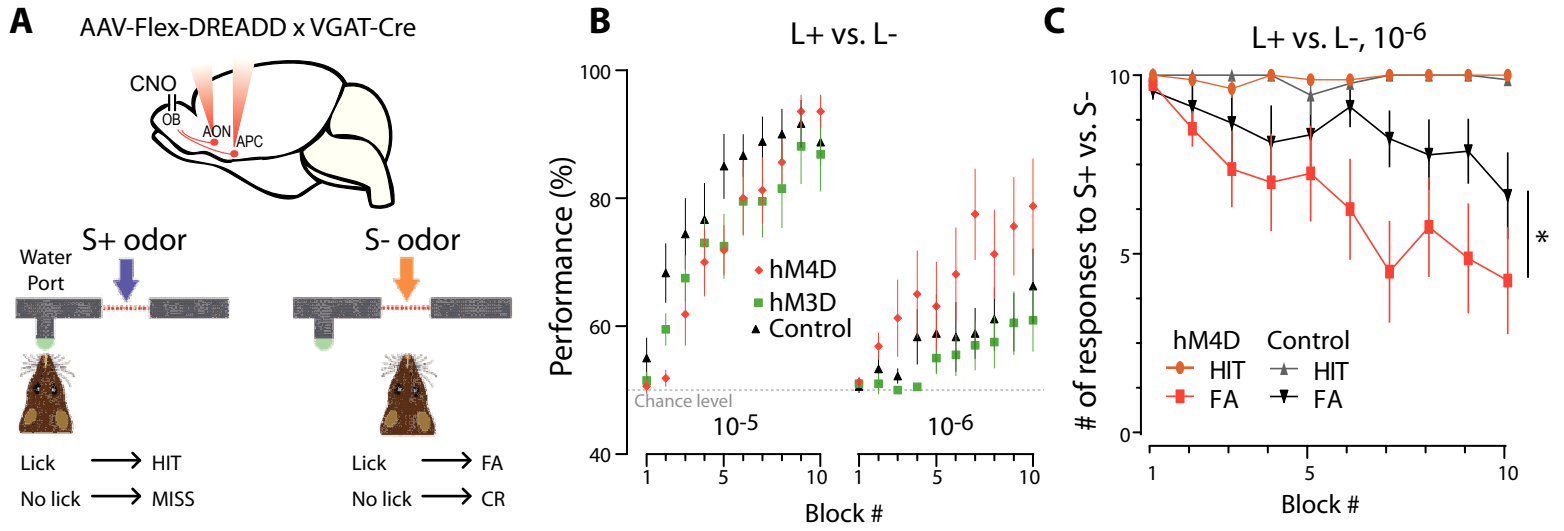 A
AAV-Flex-DREADD x VGAT-Cre
CNO
OB
AON
APC
S+ odor
S- odor
Water
Port
Lick → HIT
No lick → MISS
Lick → FA
No lick → CR
B
L+ vs. L-
Performance (%)
100
80
60
40
hM4D
hM3D
Control
Chance level
10-5
10-6
1
5
10
1
5
10
Block #
C
L+ vs. L-, 10-6
# of responses to S+ vs. S-
10
5
0
*
hM4D
Control
HIT
HIT
FA
FA
1
5
10
Block #